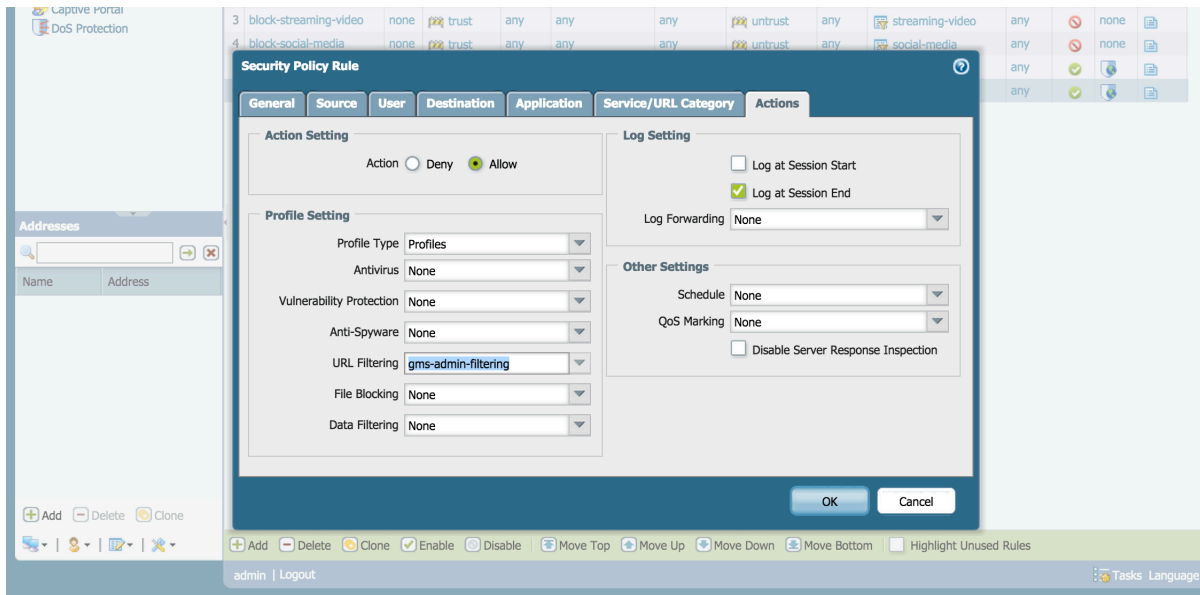 Captive Portal
DoS Protection
3 block-streaming-video none trust any any any untrust any streaming-video any none
4 block-social-media none trust any any any untrust any social-media any none
any
any
Security Policy Rule
General Source User Destination Application Service/URL Category Actions
Action Setting
Action Deny Allow
Profile Setting
Profile Type Profiles
Antivirus None
Vulnerability Protection None
Anti-Spyware None
URL Filtering gms-admin-filtering
File Blocking None
Data Filtering None
Log Setting
Log at Session Start
Log at Session End
Log Forwarding None
Other Settings
Schedule None
QoS Marking None
Disable Server Response Inspection
OK Cancel
Addresses
Name Address
Add Delete Clone
Add Delete Clone Enable Disable Move Top Move Up Move Down Move Bottom Highlight Unused Rules
admin | Logout
Tasks Language